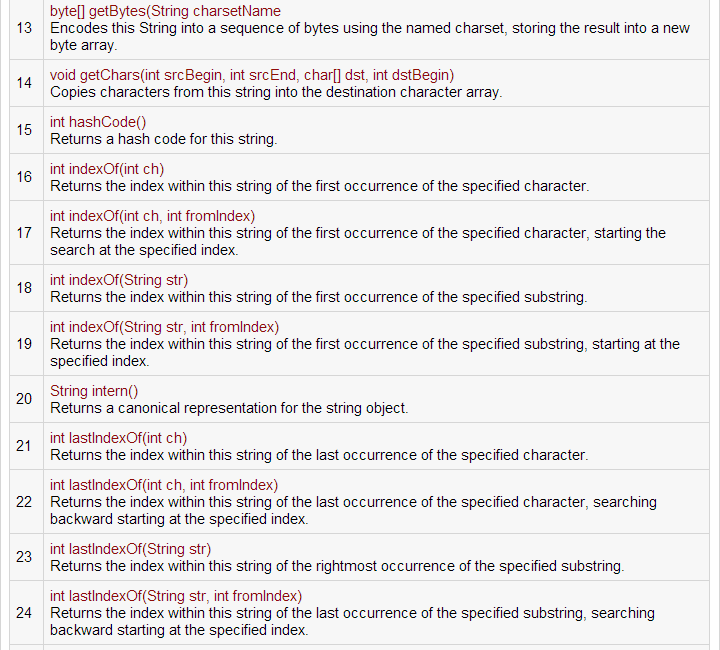 byte[] getBytes(String charsetName
13
Encodes this String into a sequence of bytes using the named charset, storing the result into a new
byte array.
14
void getChars(int srcBegin, int srcEnd, char[] dst, int dstBegin)
Copies characters from this string into the destination character array.
15
int hashCode()
Returns a hash code for this string.
16
int indexOf(int ch)
Returns the index within this string of the first occurrence of the specified character.
17
int indexOf(int ch, int fromIndex)
Returns the index within this string of the first occurrence of the specified character, starting the
search at the specified index.
18
int indexOf(String str)
Returns the index within this string of the first occurrence of the specified substring.
19
int indexOf(String str, int fromIndex)
Returns the index within this string of the first occurrence of the specified substring, starting at the
specified index.
20
String intern()
Returns a canonical representation for the string object.
21
int lastIndexOf(int ch)
Returns the index within this string of the last occurrence of the specified character.
22
int lastIndexOf(int ch, int fromIndex)
Returns the index within this string of the last occurrence of the specified character, searching
backward starting at the specified index.
23
int lastIndexOf(String str)
Returns the index within this string of the rightmost occurrence of the specified substring.
24
int lastIndexOf(String str, int fromIndex)
Returns the index within this string of the last occurrence of the specified substring, searching
backward starting at the specified index.